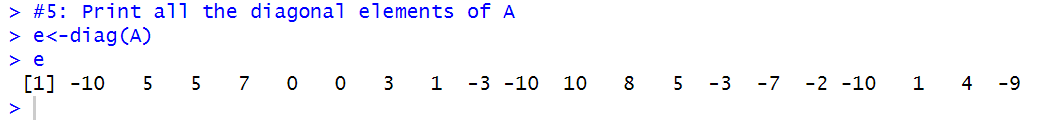 > #5: Print all the diagonal elements of A
> e<-diag(A)
> e
[1] -10 5 5 7 0 0 3 1 -3 -10 10 8 5 -3 -7 -2 -10 1 4 -9
>